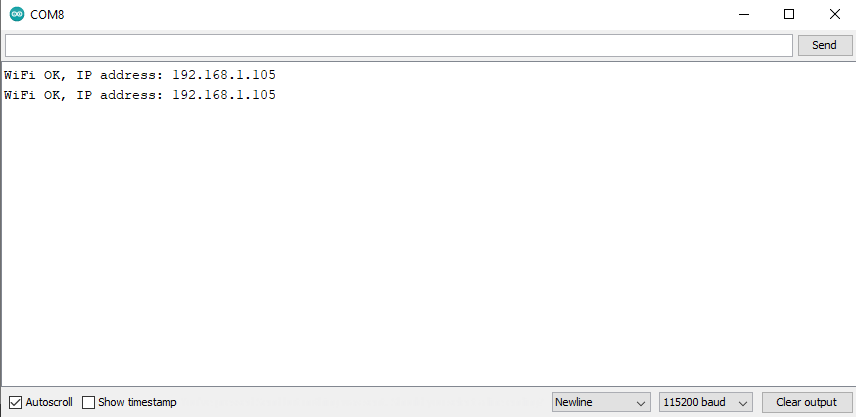 COM8
Send
WiFi OK, IP address: 192.168.1.105
WiFi OK, IP address: 192.168.1.105
Autoscroll Show timestamp Newline 115200 baud Clear output